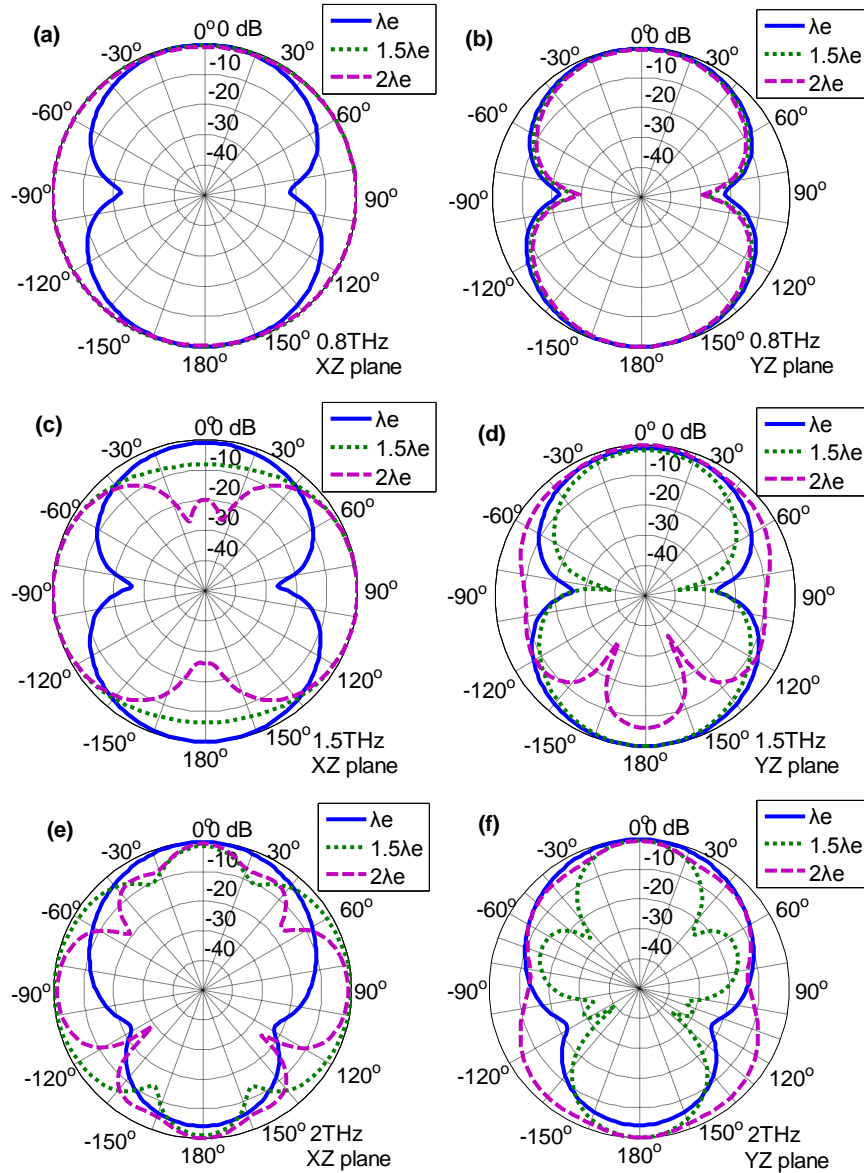 (a)
0° 0 dB
-30° 30°
-60° 60°
-90° 90°
-120° 120°
-150° 150°
180°
-10
-20
-30
-40
λe
1.5λe
2λe
0.8THz
XZ plane
(b)
0° 0 dB
-30° 30°
-60° 60°
-90° 90°
-120° 120°
-150° 150°
180°
-10
-20
-30
-40
λe
1.5λe
2λe
0.8THz
YZ plane
(c)
0° 0 dB
-30° 30°
-60° 60°
-90° 90°
-120° 120°
-150° 150°
180°
-10
-20
-30
-40
λe
1.5λe
2λe
1.5THz
XZ plane
(d)
0° 0 dB
-30° 30°
-60° 60°
-90° 90°
-120° 120°
-150° 150°
180°
-10
-20
-30
-40
λe
1.5λe
2λe
1.5THz
YZ plane
(e)
0° 0 dB
-30° 30°
-60° 60°
-90° 90°
-120° 120°
-150° 150°
180°
-10
-20
-30
-40
λe
1.5λe
2λe
2THz
XZ plane
(f)
0° 0 dB
-30° 30°
-60° 60°
-90° 90°
-120° 120°
-150° 150°
180°
-10
-20
-30
-40
λe
1.5λe
2λe
2THz
YZ plane